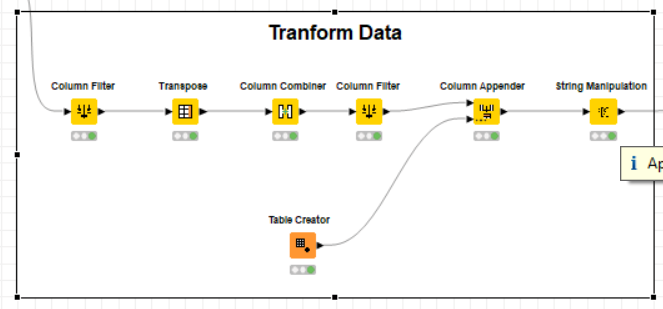 Tranform Data
Column Filter
Transpose
Column Combiner
Column Filter
Column Appender
String Manipulation
i Ap
Table Creator